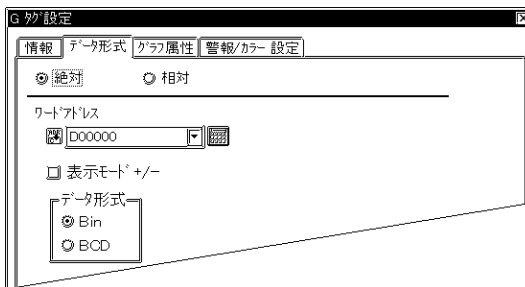 G ﾀｸﾞ設定
情報 ﾃﾞｰﾀ形式 ｸﾞﾗﾌ属性 警報/ｶﾗｰ 設定
絶対 相対
ﾜｰﾄﾞｱﾄﾞﾚｽ
D00000
表示ﾓｰﾄﾞ +/−
ﾃﾞｰﾀ形式
Bin
BCD